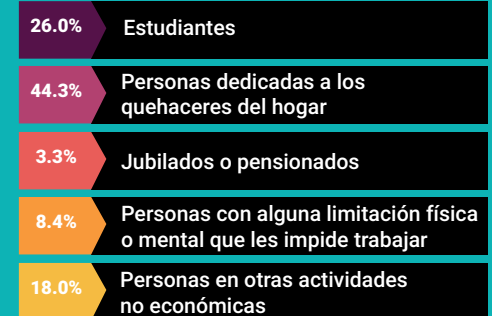 26.0% Estudiantes
44.3% Personas dedicadas a los
quehaceres del hogar
3.3% Jubilados o pensionados
8.4% Personas con alguna limitación física
o mental que les impide trabajar
18.0% Personas en otras actividades
no económicas